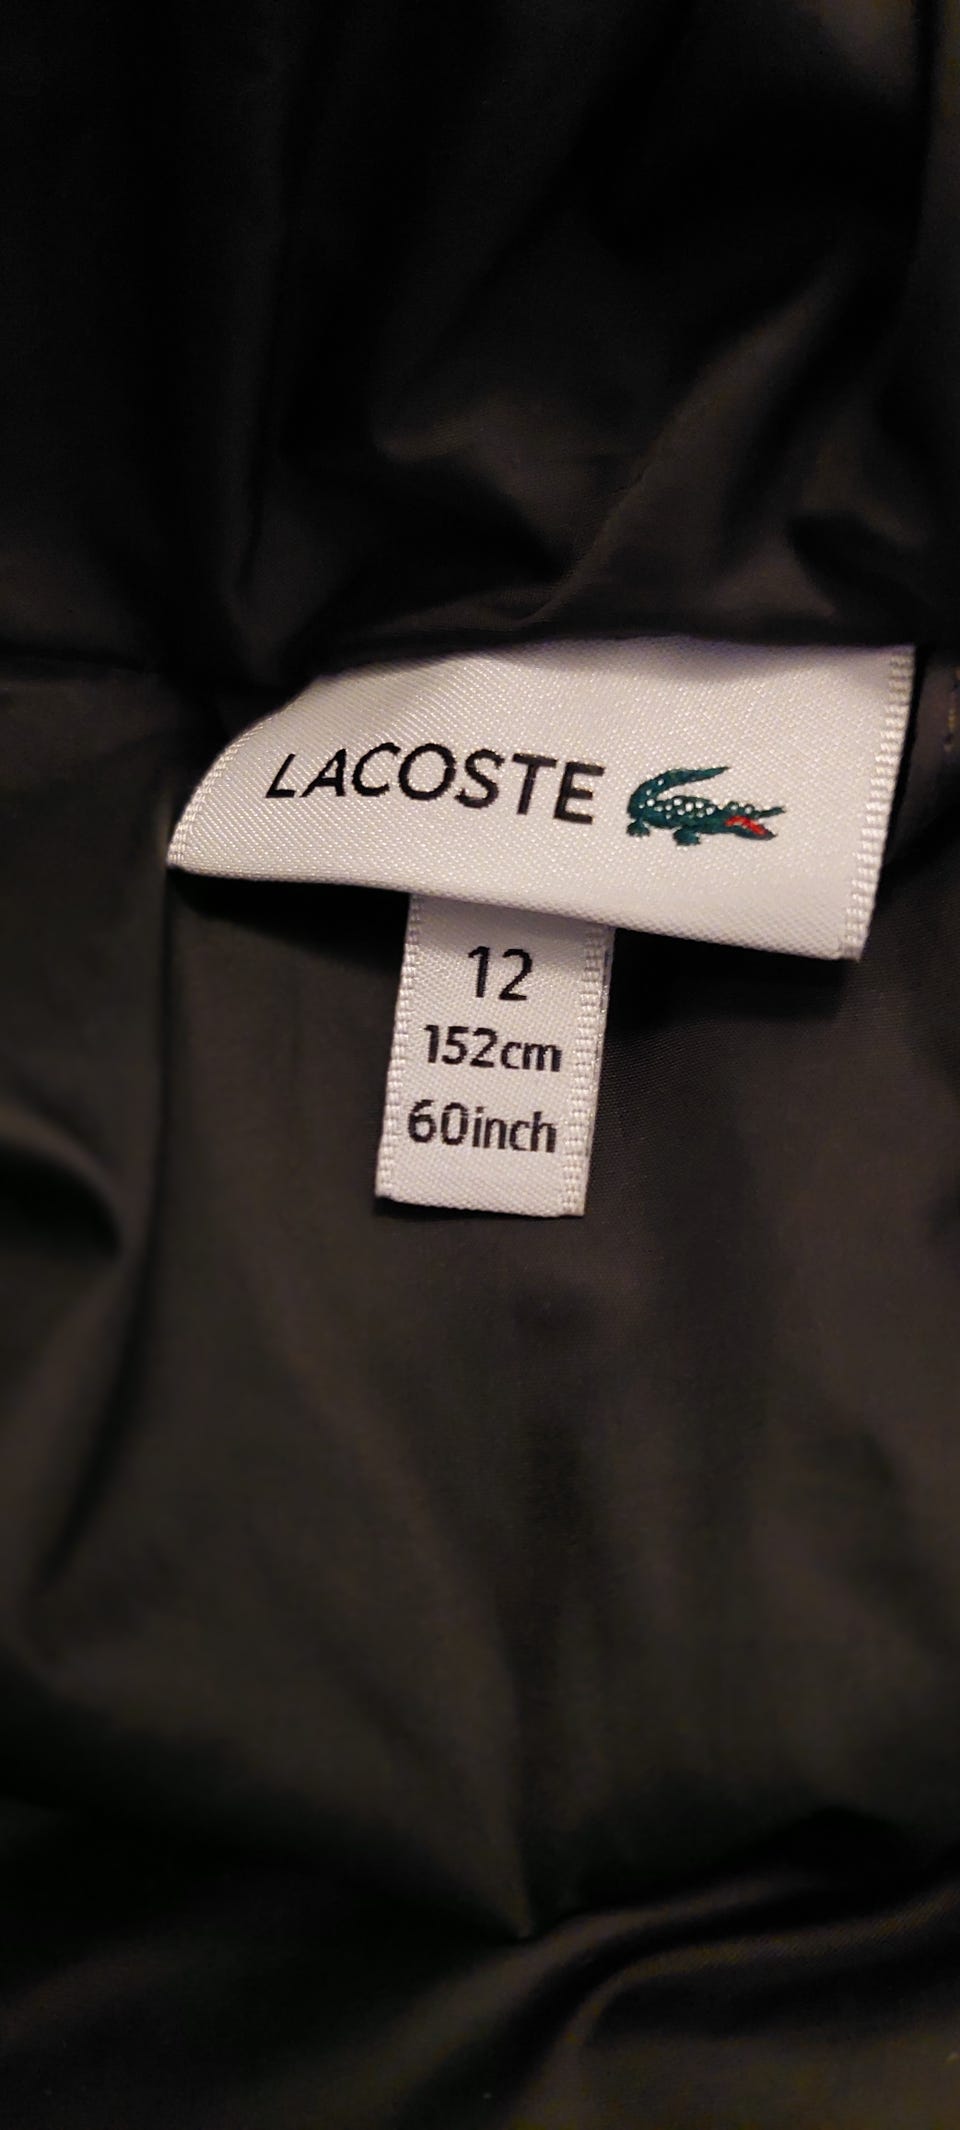 LACOSTE
12
152cm
60inch